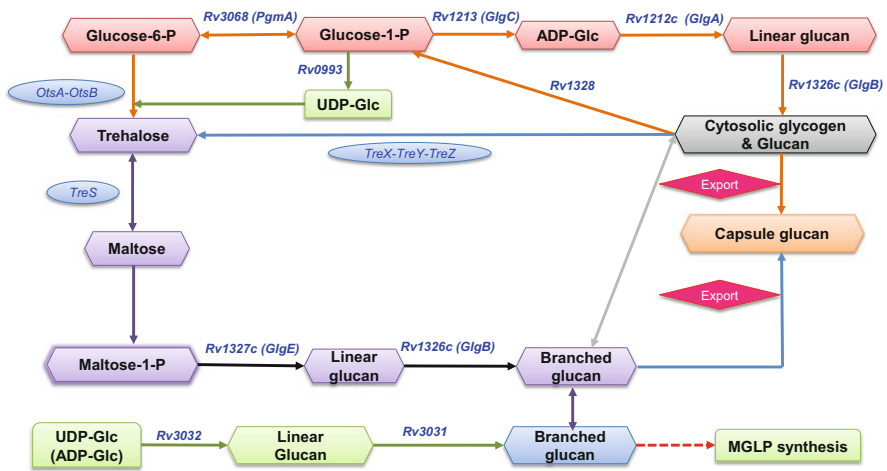 Rv3068 (PgmA)
Rv1213 (GlgC)
Rv1212c (GlgA)
Glucose-6-P
Glucose-1-P
ADP-Glc
Linear glucan
Rv0993
Rv1328
Rv1326c (GlgB)
OtsA-OtsB
UDP-Glc
Trehalose
TreX-TreY-TreZ
Cytosolic glycogen
& Glucan
Export
TreS
Capsule glucan
Maltose
Export
Rv1327c (GlgE)
Rv1326c (GlgB)
Maltose-1-P
Linear
glucan
Branched
glucan
UDP-Glc
(ADP-Glc)
Rv3032
Linear
Glucan
Rv3031
Branched
glucan
MGLP synthesis